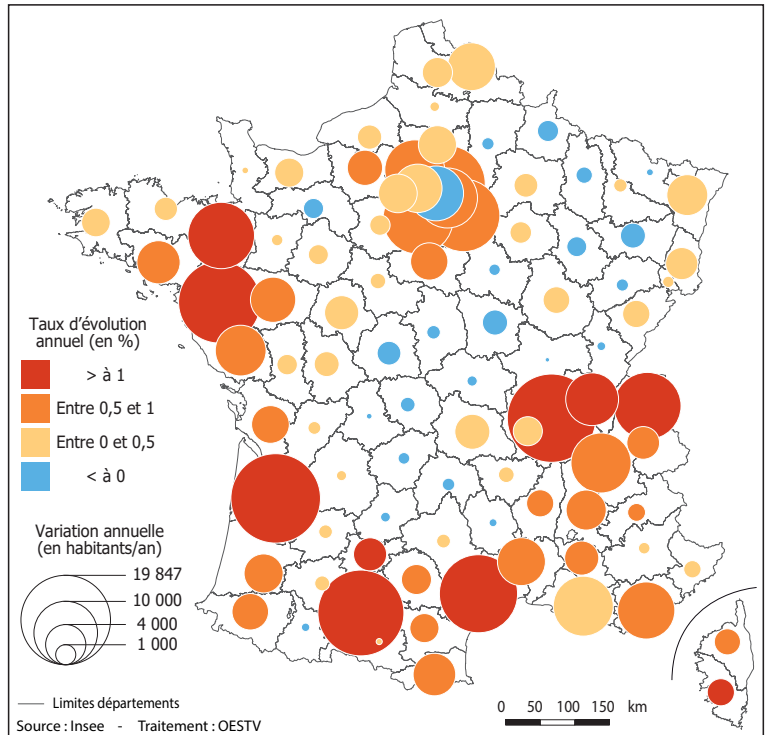 Taux d'évolution
annuel (en %)
> à 1
Entre 0,5 et 1
Entre 0 et 0,5
< à 0
Variation annuelle
(en habitants/an)
19 847
10 000
4 000
1 000
Limites départements
Source : Insee - Traitement : OESTV
0 50 100 150 km